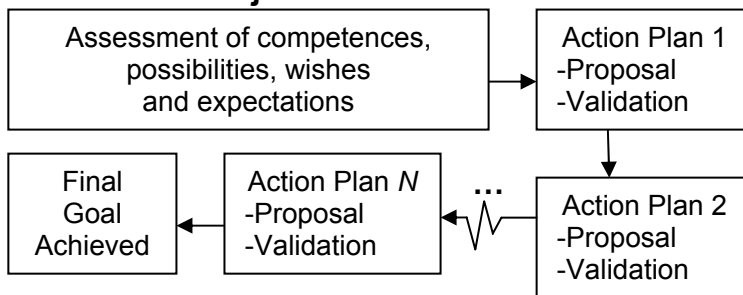 Assessment of competences,
possibilities, wishes
and expectations
Action Plan 1
-Proposal
-Validation
Action Plan 2
-Proposal
-Validation
...
Action Plan N
-Proposal
-Validation
Final
Goal
Achieved